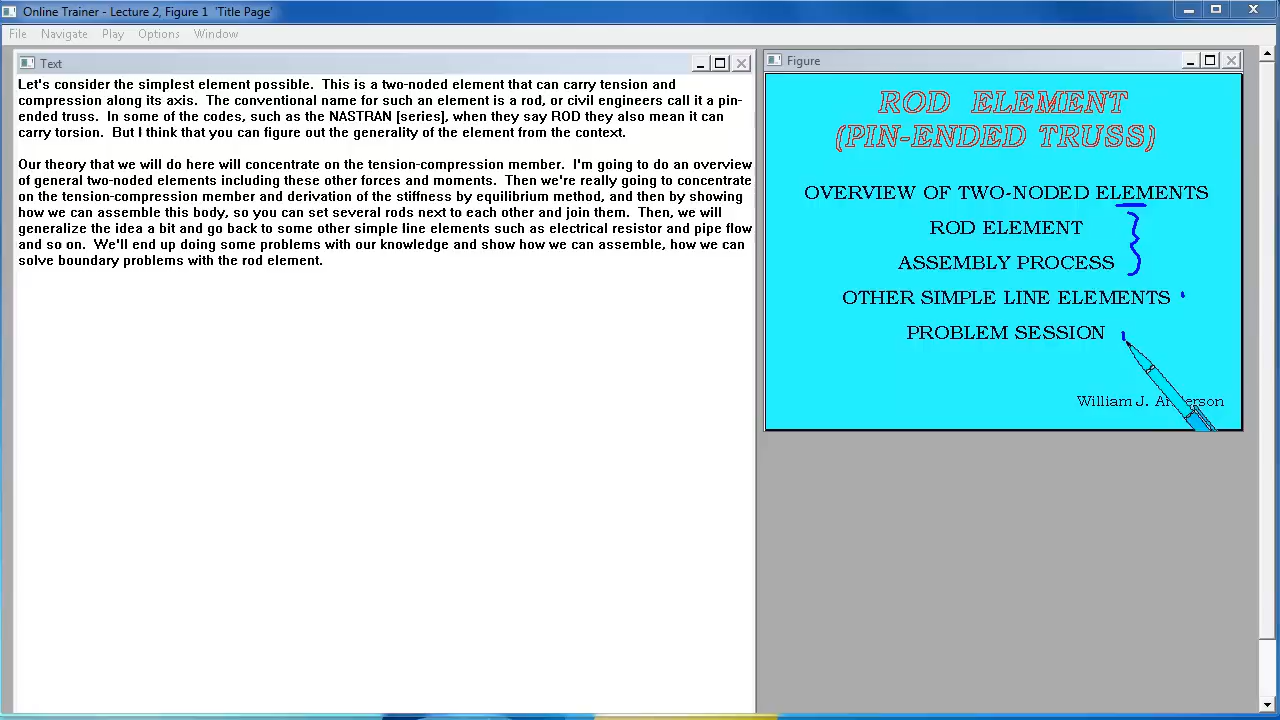 Online Trainer - Lecture 2, Figure 1  'Title Page'
File Navigate Play Options Window
Text
Let's consider the simplest element possible.  This is a two-noded element that can carry tension and
compression along its axis.  The conventional name for such an element is a rod, or civil engineers call it a pin-
ended truss.  In some of the codes, such as the NASTRAN [series], when they say ROD they also mean it can
carry torsion.  But I think that you can figure out the generality of the element from the context.
Our theory that we will do here will concentrate on the tension-compression member.  I'm going to do an overview
of general two-noded elements including these other forces and moments.  Then we're really going to concentrate
on the tension-compression member and derivation of the stiffness by equilibrium method, and then by showing
how we can assemble this body, so you can set several rods next to each other and join them.  Then, we will
generalize the idea a bit and go back to some other simple line elements such as electrical resistor and pipe flow
and so on.  We'll end up doing some problems with our knowledge and show how we can assemble, how we can
solve boundary problems with the rod element.
Figure
ROD ELEMENT
(PIN-ENDED TRUSS)
OVERVIEW OF TWO-NODED ELEMENTS
ROD ELEMENT
ASSEMBLY PROCESS
OTHER SIMPLE LINE ELEMENTS
PROBLEM SESSION
William J. Anderson